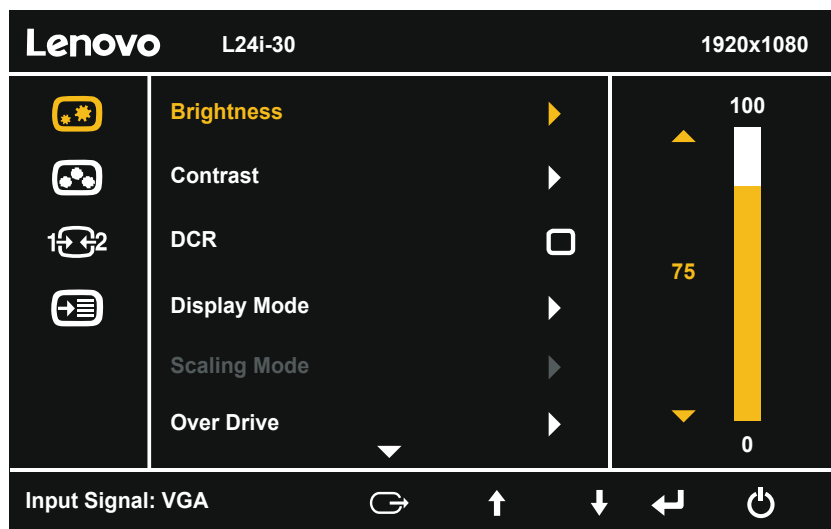 Lenovo L24i-30 1920x1080
Brightness
Contrast
DCR
Display Mode
Scaling Mode
Over Drive
100
75
0
1 2
Input Signal: VGA